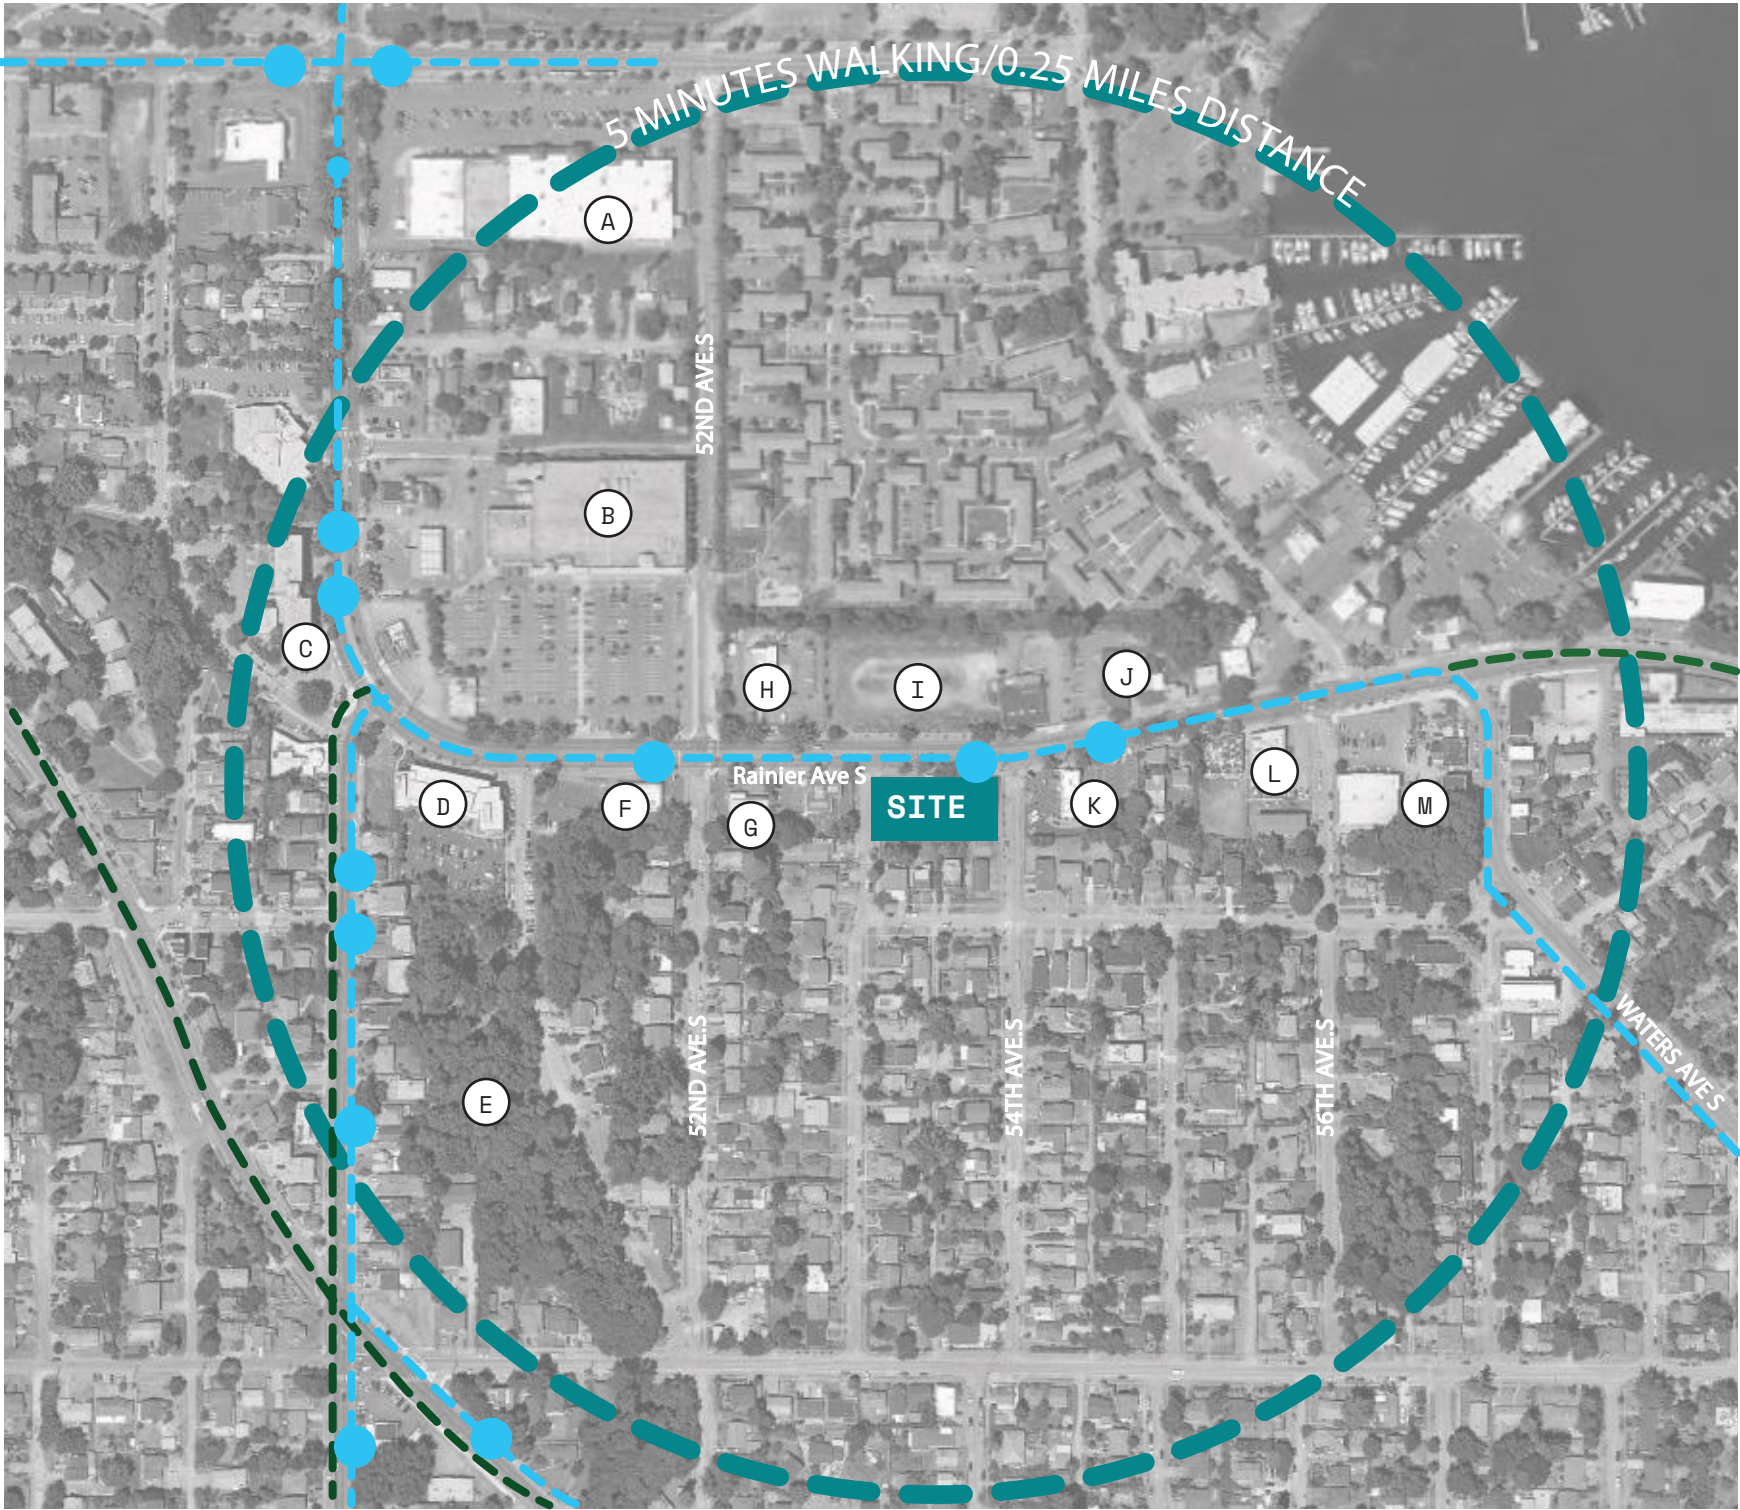 5 MINUTES WALKING/0.25 MILES DISTANCE
A
52ND AVE.S
B
C
H
I
J
Rainier Ave S
D
F
G
SITE
K
L
M
E
52ND AVE.S
54TH AVE.S
56TH AVE.S
WATERS AVE S